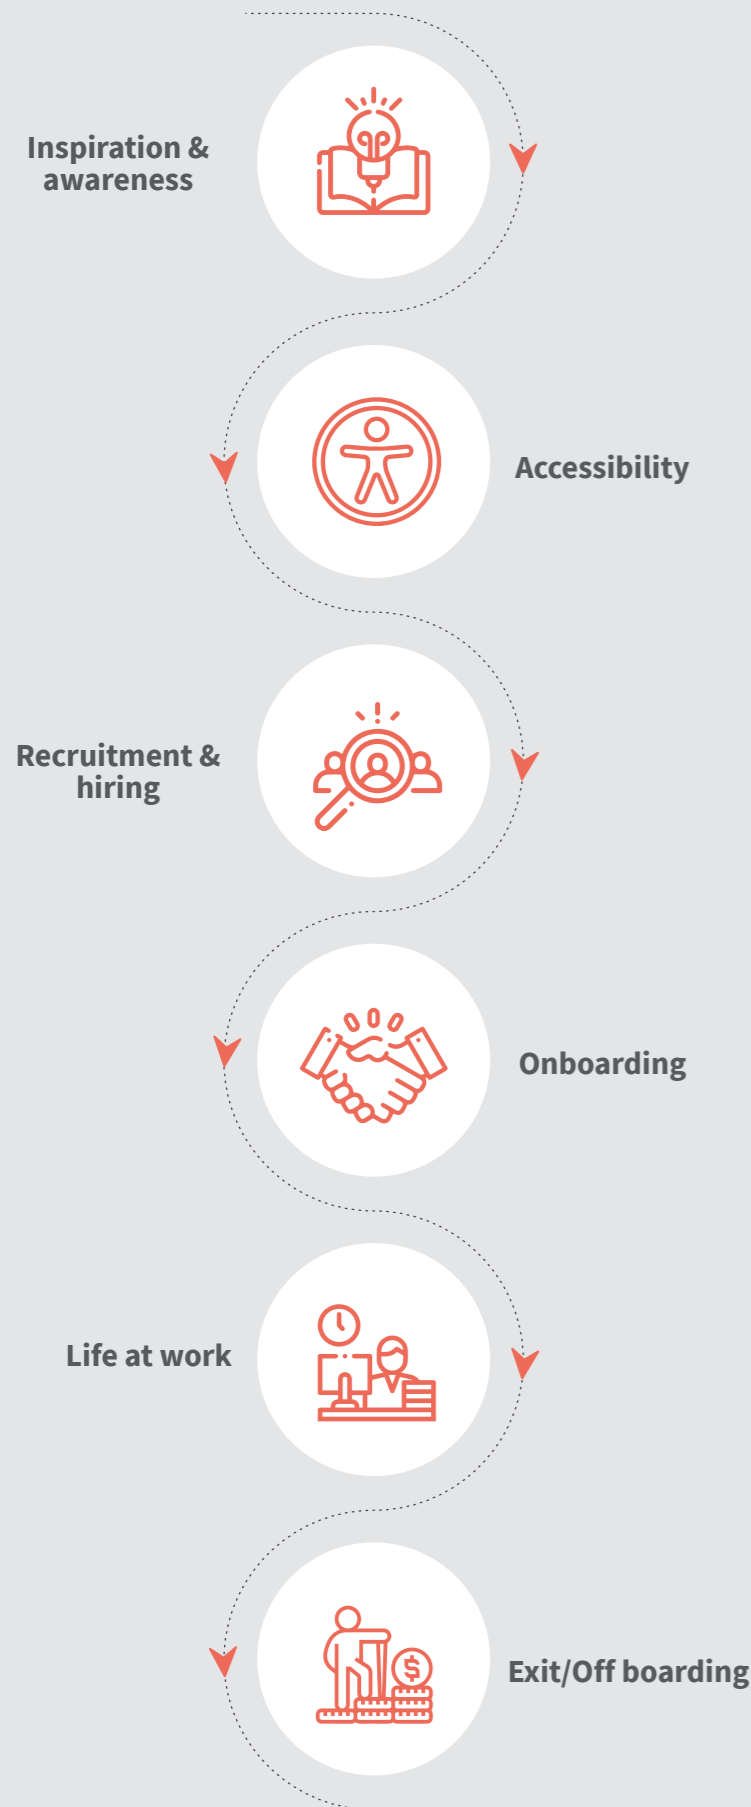 Inspiration &
awareness
Accessibility
Recruitment &
hiring
Onboarding
Life at work
Exit/Off boarding